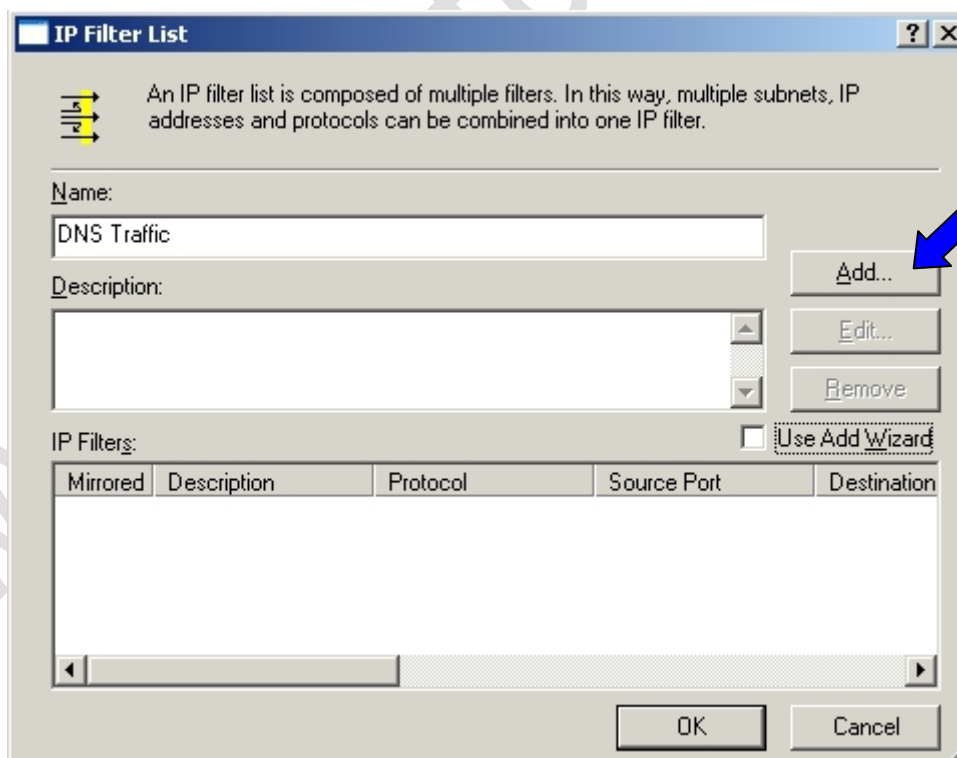 IP Filter List
An IP filter list is composed of multiple filters. In this way, multiple subnets, IP
addresses and protocols can be combined into one IP filter.
Name:
DNS Traffic
Add...
Description:
Edit...
Remove
IP Filters:
Use Add Wizard
Mirrored Description Protocol Source Port Destination
OK Cancel